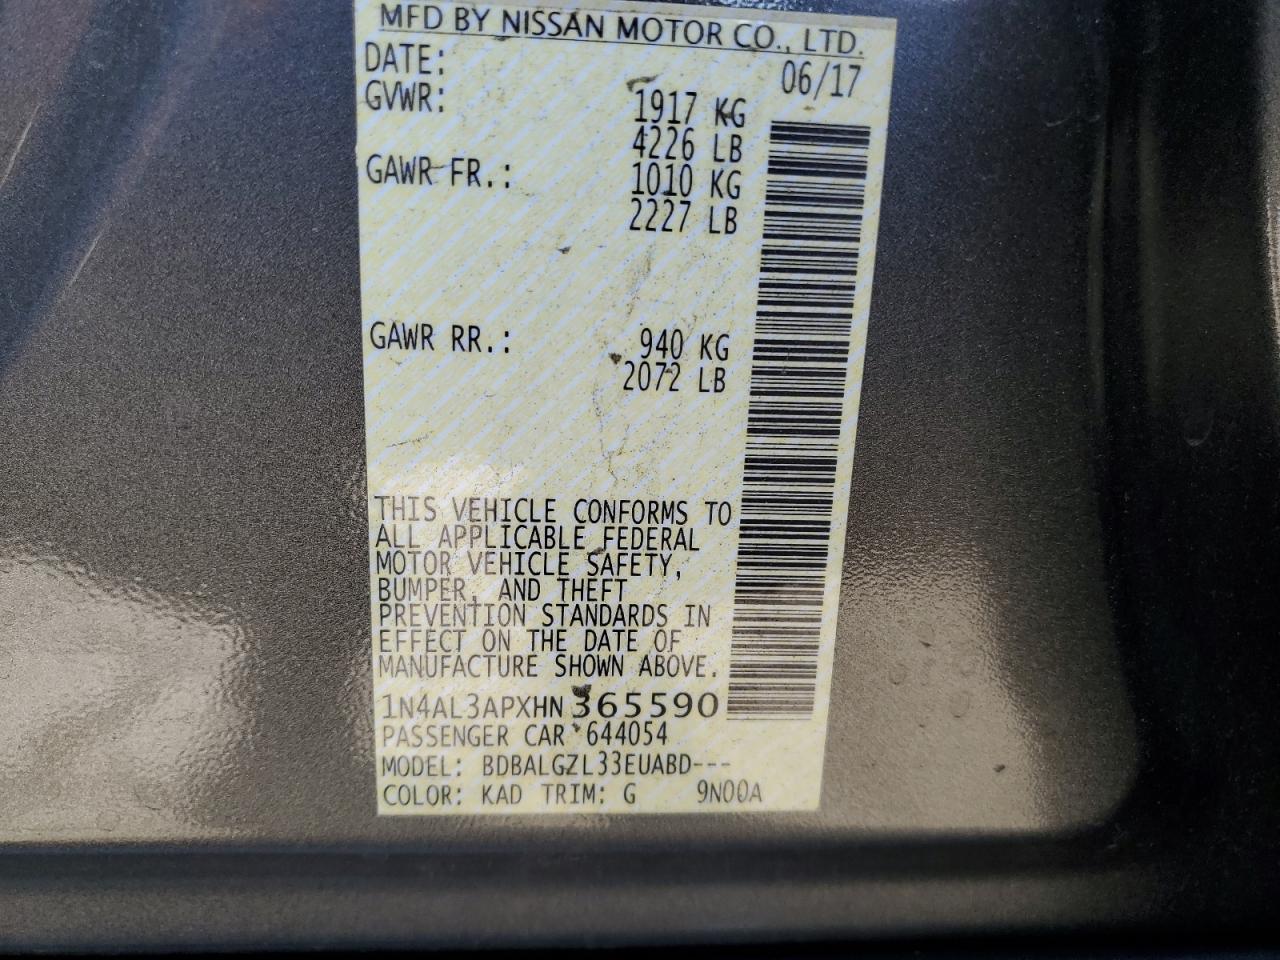 MFD BY NISSAN MOTOR CO., LTD.
DATE: 06/17
GVWR: 1917 KG
4226 LB
GAWR FR.: 1010 KG
2227 LB
GAWR RR.: 940 KG
2072 LB
THIS VEHICLE CONFORMS TO
ALL APPLICABLE FEDERAL
MOTOR VEHICLE SAFETY,
BUMPER, AND THEFT
PREVENTION STANDARDS IN
EFFECT ON THE DATE OF
MANUFACTURE SHOWN ABOVE.
1N4AL3APXHN365590
PASSENGER CAR 644054
MODEL: BDBALGZL33EUABD---
COLOR: KAD TRIM: G 9N00A